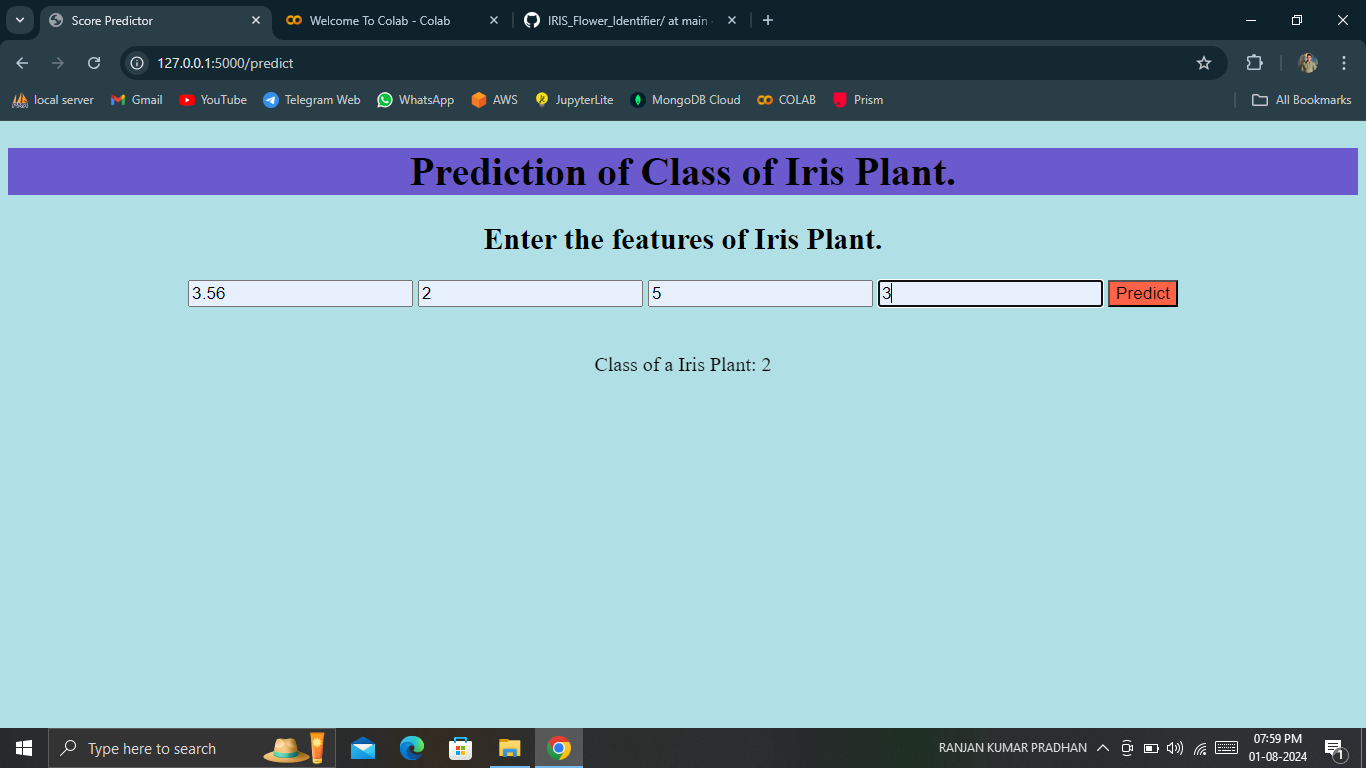 Score Predictor
Welcome To Colab - Colab
IRIS_Flower_Identifier/ at main
127.0.0.1:5000/predict
local server Gmail YouTube Telegram Web WhatsApp AWS JupyterLite MongoDB Cloud COLAB Prism All Bookmarks
Prediction of Class of Iris Plant.
Enter the features of Iris Plant.
3.56 2 5 3 Predict
Class of a Iris Plant: 2
Type here to search
RANJAN KUMAR PRADHAN
07:59 PM
01-08-2024
1